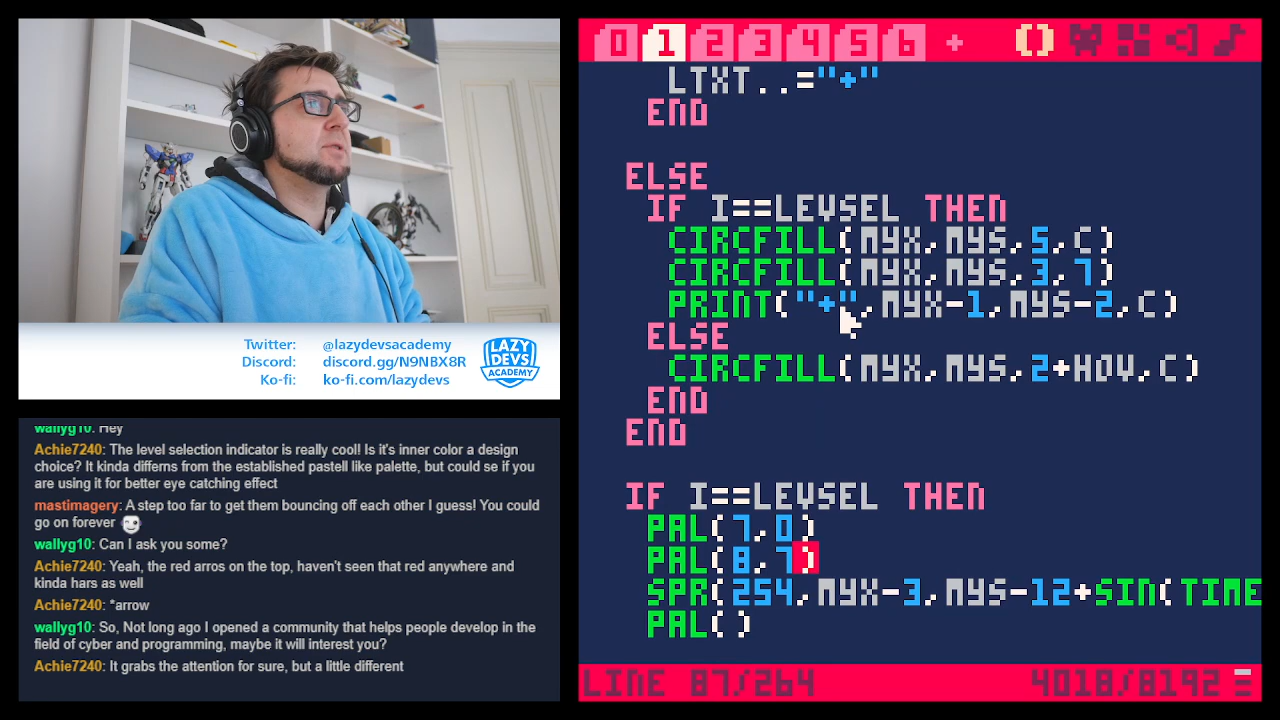 0 1 2 3 4 5 6 +
LTXT..="+"
END
ELSE
IF I==LEVSEL THEN
CIRCFILL(MYX,MYS,5,C)
CIRCFILL(MYX,MYS,3,7)
PRINT("+",MYX-1,MYS-2,C)
ELSE
CIRCFILL(MYX,MYS,2+HOV,C)
END
END
IF I==LEVSEL THEN
PAL(7,0)
PAL(8,7)
SPR(254,MYX-3,MYS-12+SIN(TIME
PAL()
LINE 87/264 4018/8192
Twitter: @lazydevsacademy
Discord: discord.gg/N9NBX8R
Ko-fi: ko-fi.com/lazydevs
LAZY
DEVS
ACADEMY
wallyg10: Hey
Achie7240: The level selection indicator is really cool! Is it's inner color a design
choice? It kinda differns from the established pastell like palette, but could se if you
are using it for better eye catching effect
mastimagery: A step too far to get them bouncing off each other I guess! You could
go on forever
wallyg10: Can I ask you some?
Achie7240: Yeah, the red arros on the top, haven't seen that red anywhere and
kinda hars as well
Achie7240: *arrow
wallyg10: So, Not long ago I opened a community that helps people develop in the
field of cyber and programming, maybe it will interest you?
Achie7240: It grabs the attention for sure, but a little different